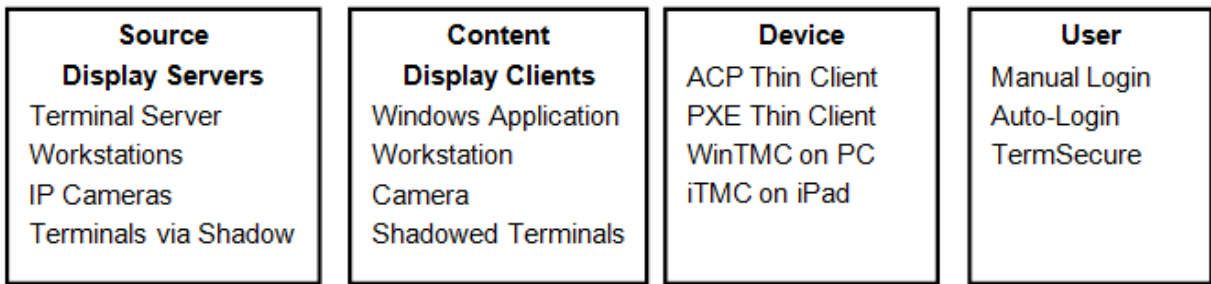 Source
Display Servers
Terminal Server
Workstations
IP Cameras
Terminals via Shadow
Content
Display Clients
Windows Application
Workstation
Camera
Shadowed Terminals
Device
ACP Thin Client
PXE Thin Client
WinTMC on PC
iTMC on iPad
User
Manual Login
Auto-Login
TermSecure